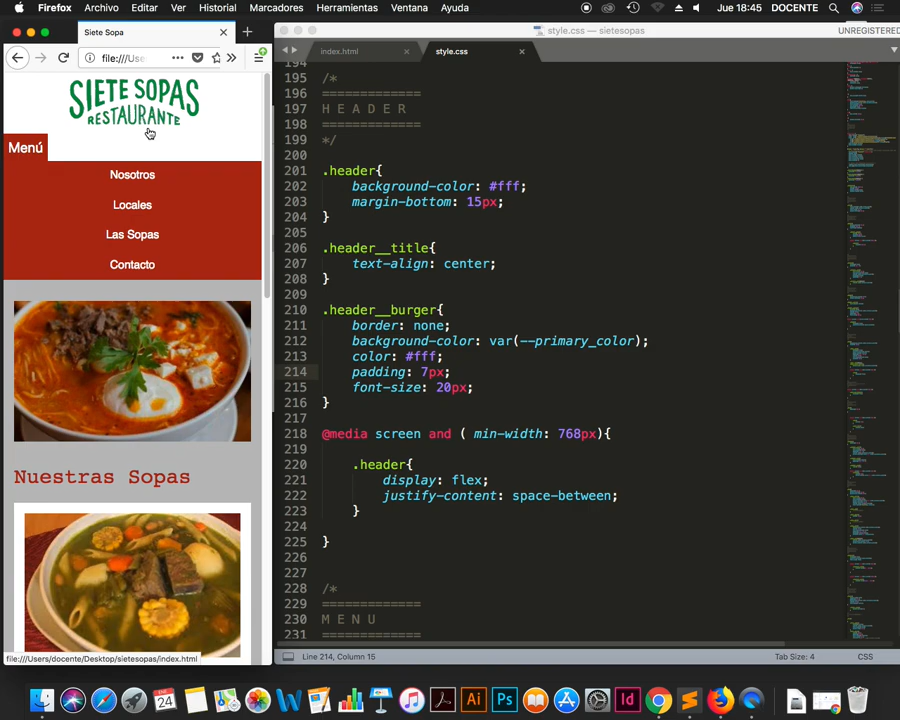 Firefox Archivo Editar Ver Historial Marcadores Herramientas Ventana Ayuda Jue 18:45 DOCENTE
Siete Sopa
file:///Use
SIETE SOPAS
RESTAURANTE
Menú
Nosotros
Locales
Las Sopas
Contacto
Nuestras Sopas
file:///Users/docente/Desktop/sietesopas/index.html
style.css — sietesopas UNREGISTERED
index.html style.css
194
195 /*
196 =============
197 H E A D E R
198 =============
199 */
200
201 .header{
202 background-color: #fff;
203 margin-bottom: 15px;
204 }
205
206 .header__title{
207 text-align: center;
208 }
209
210 .header__burger{
211 border: none;
212 background-color: var(--primary_color);
213 color: #fff;
214 padding: 7px;
215 font-size: 20px;
216 }
217
218 @media screen and ( min-width: 768px){
219
220 .header{
221 display: flex;
222 justify-content: space-between;
223 }
224
225 }
226
227
228 /*
229 =============
230 M E N U
231 =============
Line 214, Column 15 Tab Size: 4 CSS
24